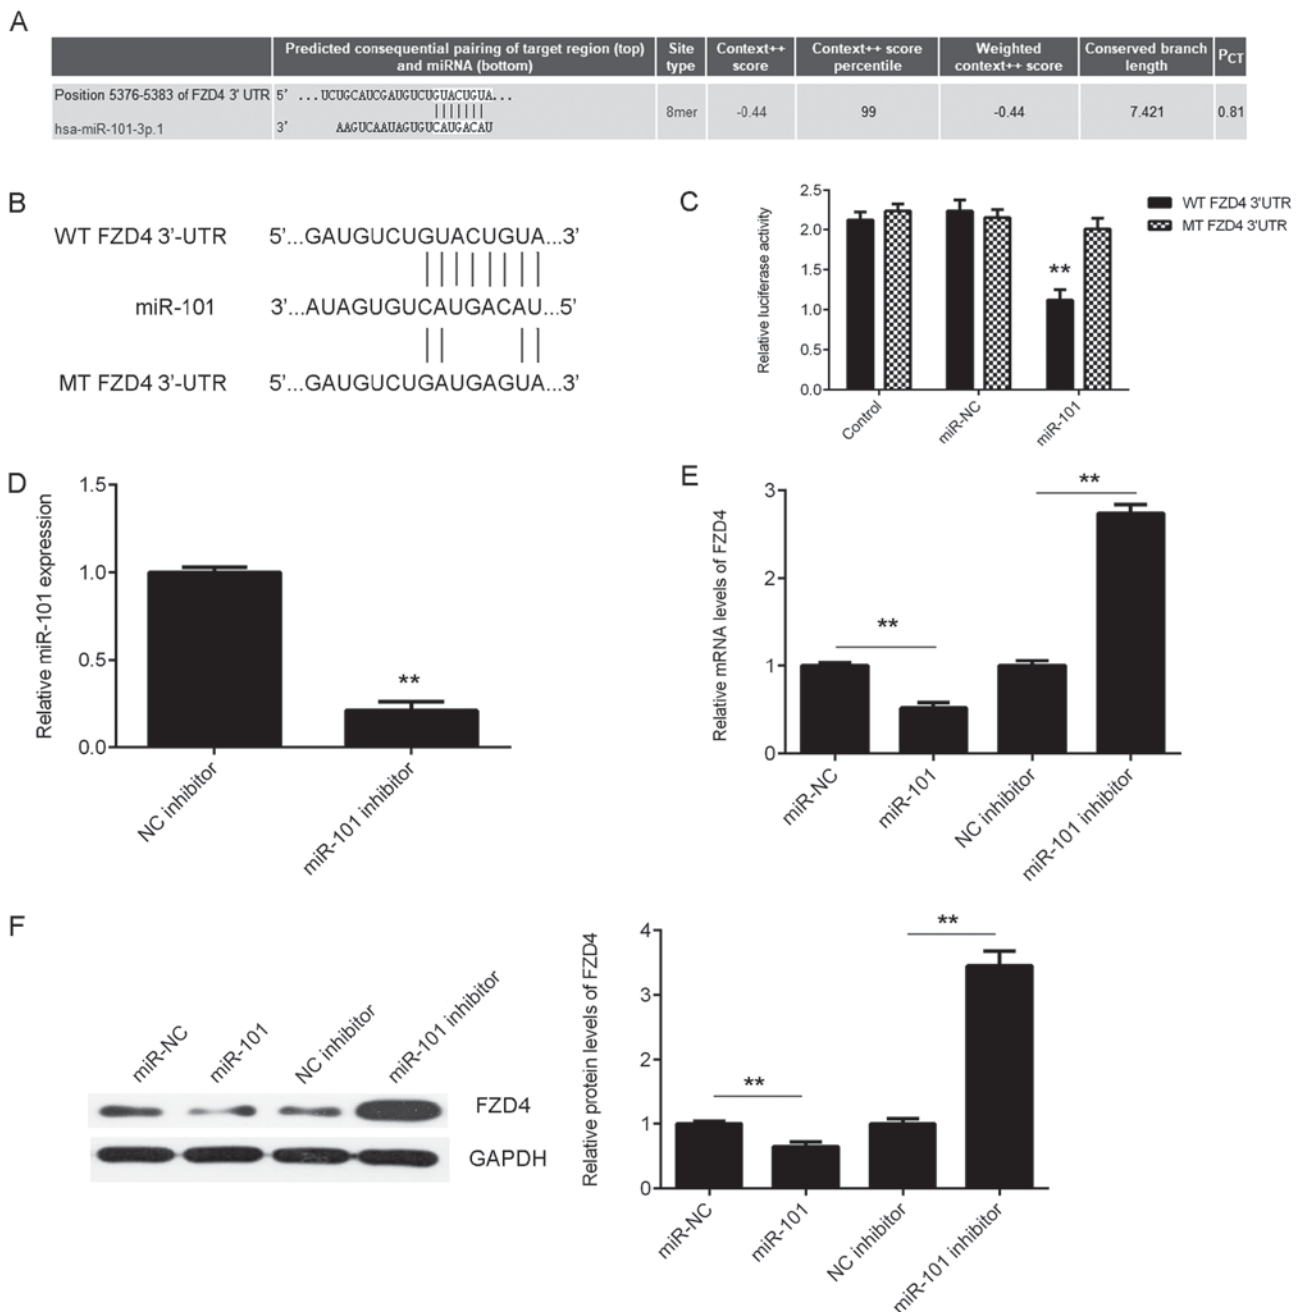 A
Predicted consequential pairing of target region (top) and miRNA (bottom)
Site type
Context++ score
Context++ score percentile
Weighted context++ score
Conserved branch length
PCT
Position 5376-5383 of FZD4 3' UTR 5' ...UCUGCAUCGAUGUCUGUACUGUA...
8mer -0.44 99 -0.44 7.421 0.81
hsa-miR-101-3p.1 3' AAGUCAAUAGUGUCAUGACAU
B
WT FZD4 3'-UTR 5'...GAUGUCUGUACUGUA...3'
miR-101 3'...AUAGUGUCAUGACAU...5'
MT FZD4 3'-UTR 5'...GAUGUCUGAUGAGUA...3'
C
Relative luciferase activity
2.5
2.0
1.5
1.0
0.5
0.0
**
Control
miR-NC
miR-101
WT FZD4 3'UTR
MT FZD4 3'UTR
D
Relative miR-101 expression
1.5
1.0
0.5
0.0
**
NC inhibitor
miR-101 inhibitor
E
Relative mRNA levels of FZD4
3
2
1
0
**
**
miR-NC
miR-101
NC inhibitor
miR-101 inhibitor
F
miR-NC
miR-101
NC inhibitor
miR-101 inhibitor
FZD4
GAPDH
Relative protein levels of FZD4
4
3
2
1
0
**
**
miR-NC
miR-101
NC inhibitor
miR-101 inhibitor